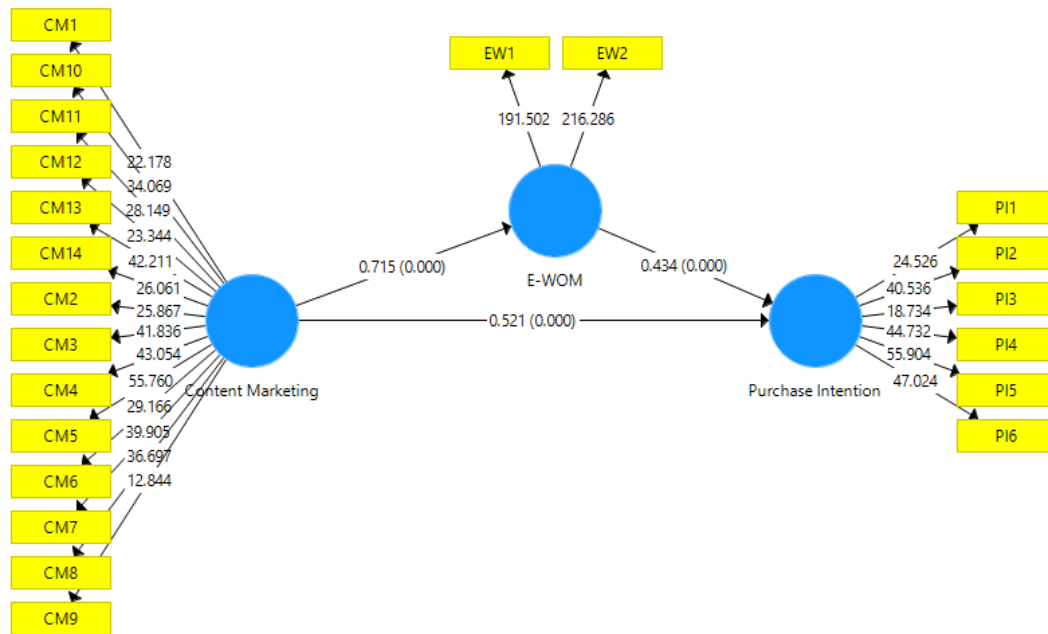 CM1
CM10
CM11
CM12
CM13
CM14
CM2
CM3
CM4
CM5
CM6
CM7
CM8
CM9
22.178
34.069
28.149
23.344
42.211
26.061
25.867
41.836
43.054
55.760
29.166
39.905
36.697
12.844
Content Marketing
0.715 (0.000)
0.521 (0.000)
EW1
EW2
191.502
216.286
E-WOM
0.434 (0.000)
Purchase Intention
24.526
40.536
18.734
44.732
55.904
47.024
PI1
PI2
PI3
PI4
PI5
PI6